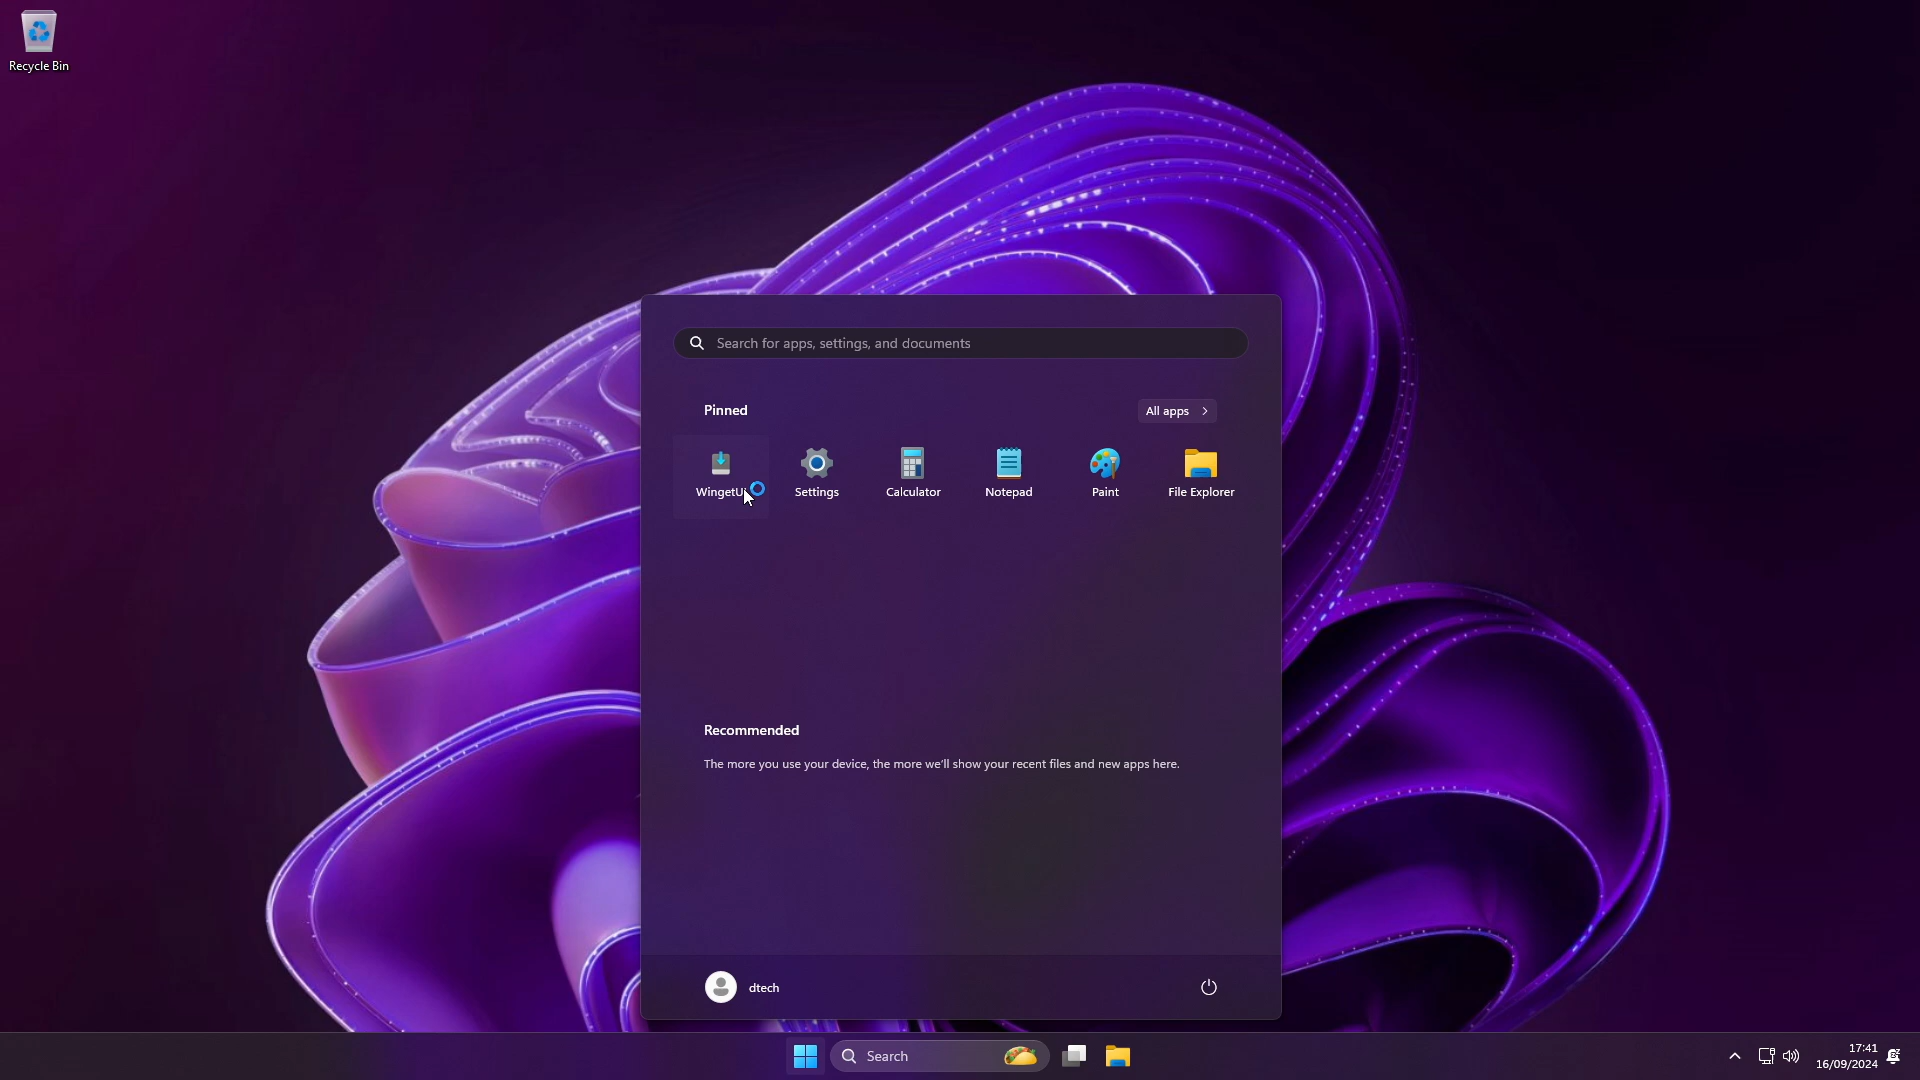 Recycle Bin
Search for apps, settings, and documents
Pinned
All apps
WingetUI
Settings
Calculator
Notepad
Paint
File Explorer
Recommended
The more you use your device, the more we'll show your recent files and new apps here.
dtech
Search
17:41
16/09/2024